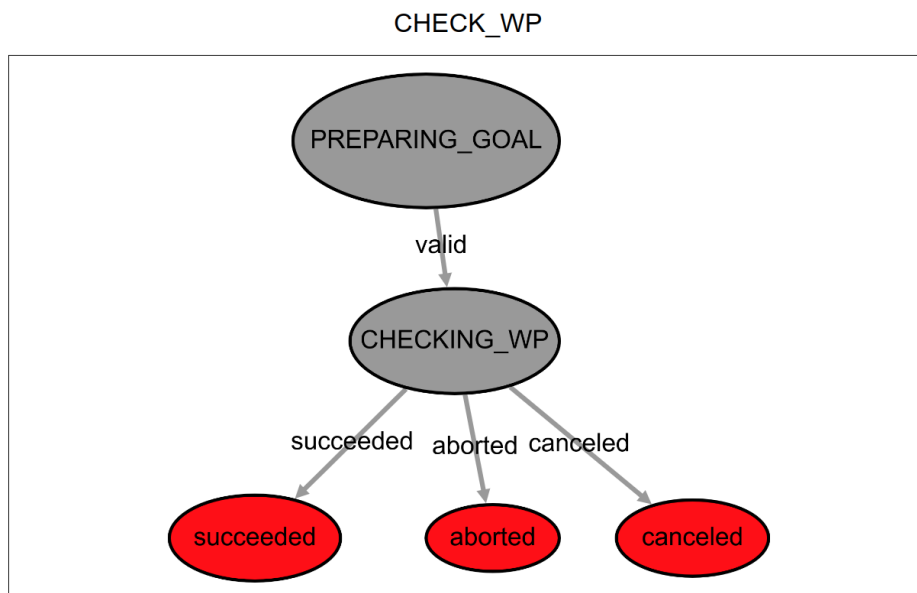 CHECK_WP
PREPARING_GOAL
valid
CHECKING_WP
succeeded
aborted
canceled
succeeded
aborted
canceled